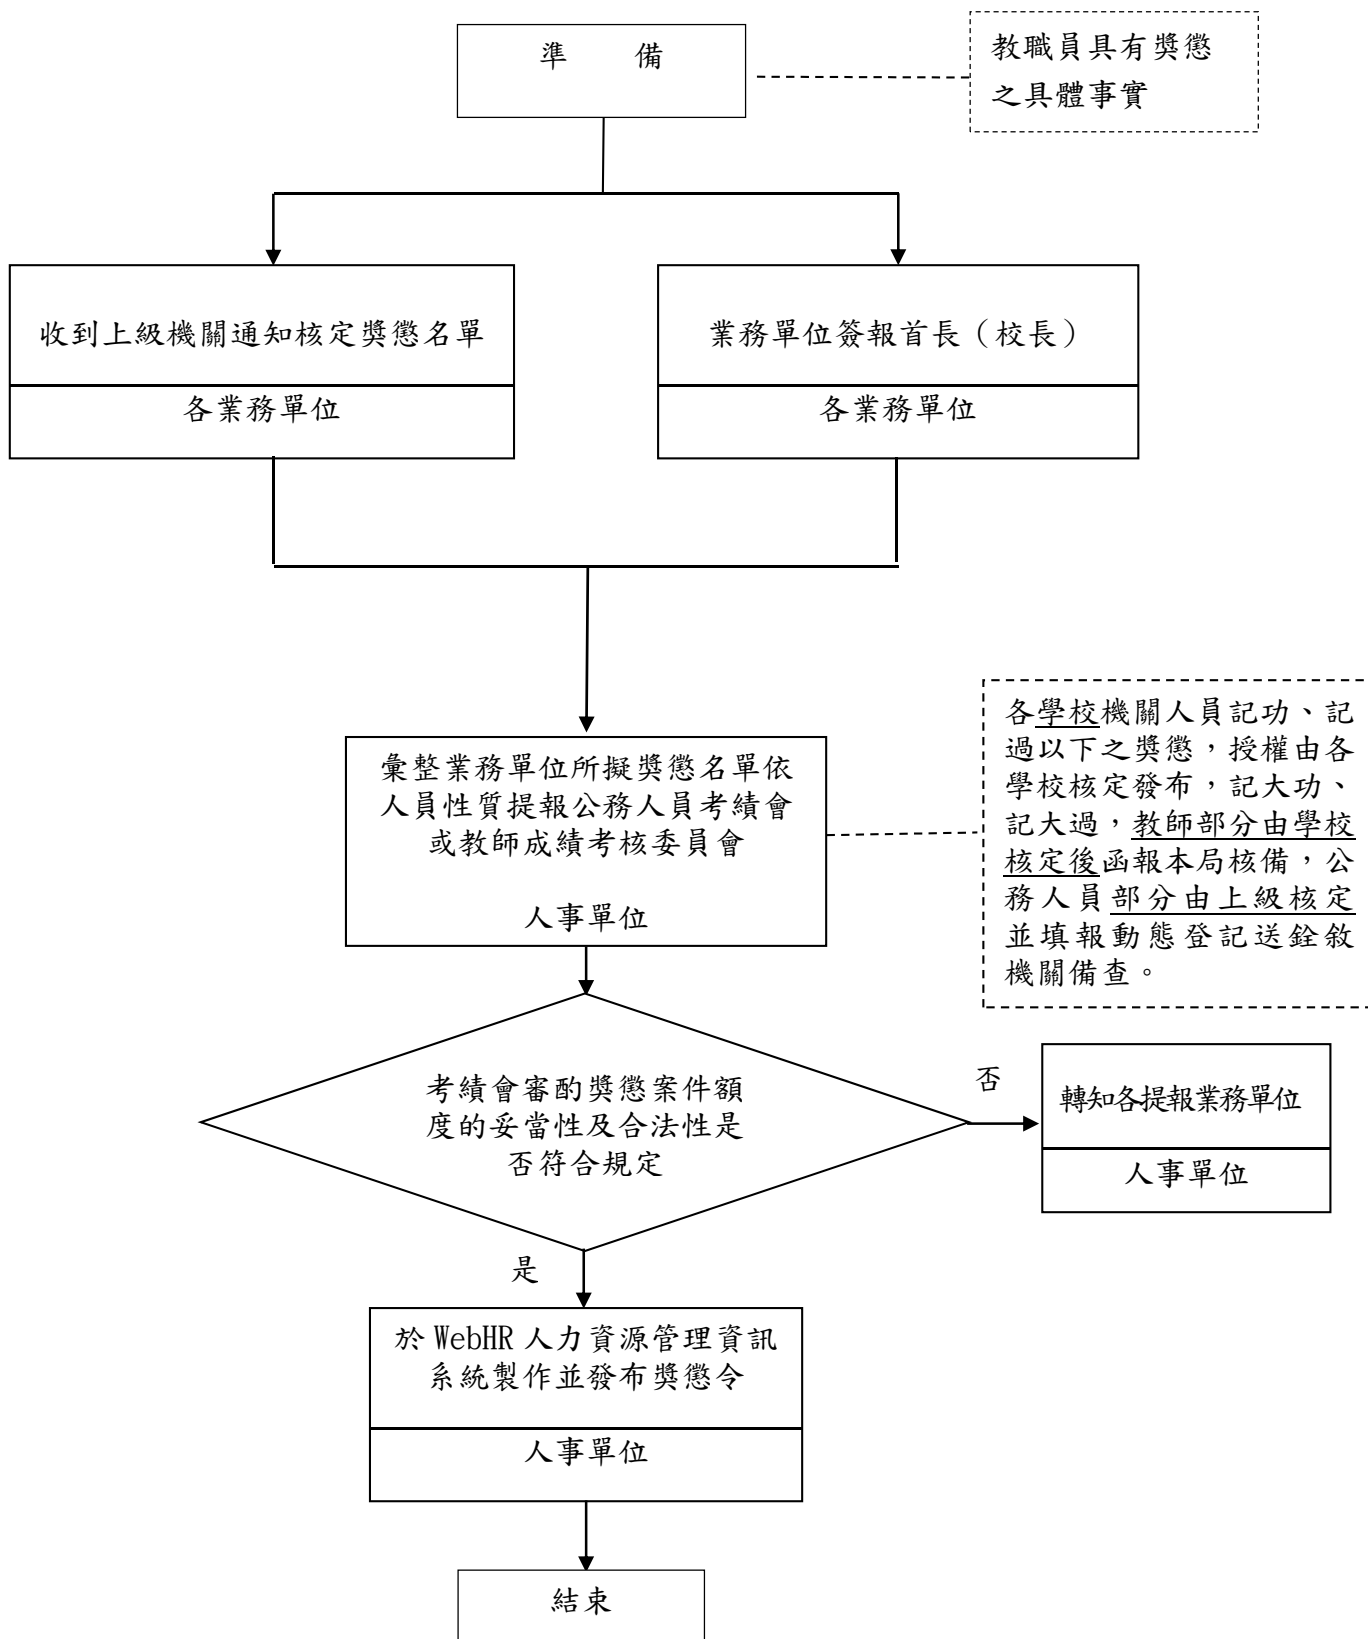 準　　備
教職員具有獎懲
之具體事實
收到上級機關通知核定獎懲名單
各業務單位
業務單位簽報首長（校長）
各業務單位
彙整業務單位所擬獎懲名單依
人員性質提報公務人員考績會
或教師成績考核委員會
人事單位
各學校機關人員記功、記
過以下之獎懲，授權由各
學校核定發布，記大功、
記大過，教師部分由學校
核定後函報本局核備，公
務人員部分由上級核定
並填報動態登記送銓敘
機關備查。
考績會審酌獎懲案件額
度的妥當性及合法性是
否符合規定
否
轉知各提報業務單位
人事單位
是
於 WebHR 人力資源管理資訊
系統製作並發布獎懲令
人事單位
結束